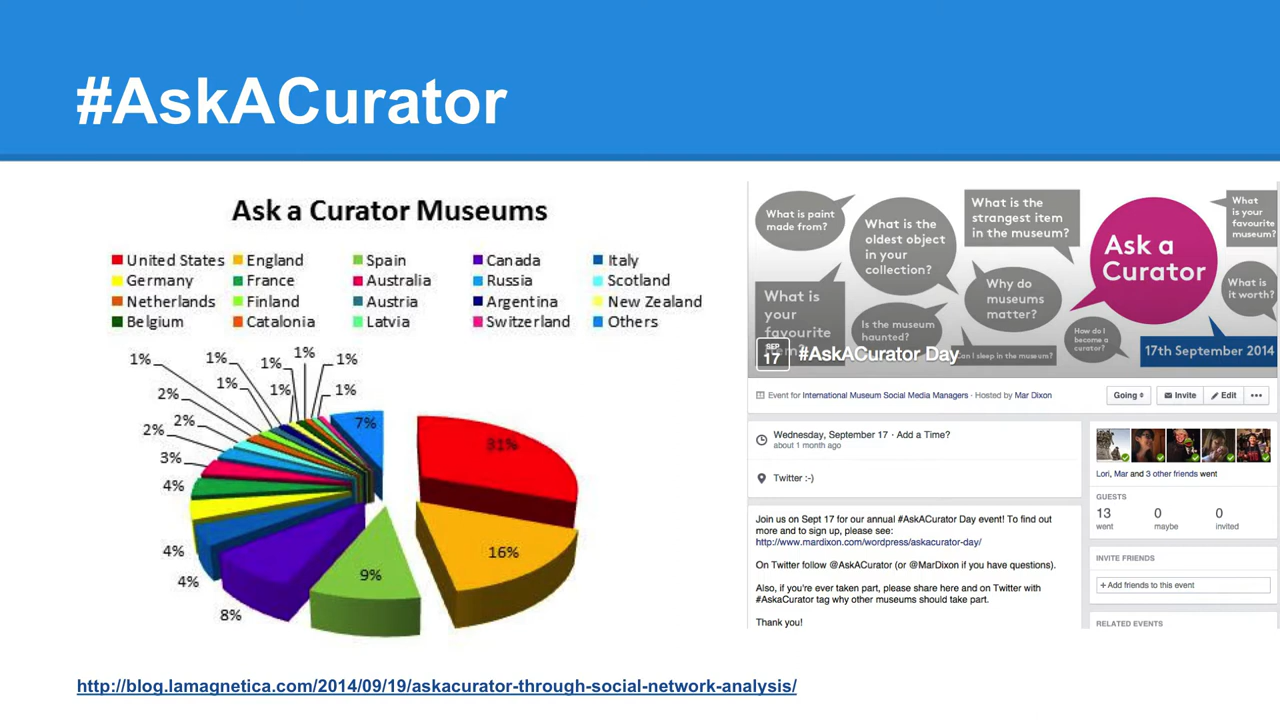 #AskACurator
Ask a Curator Museums
United States England Spain Canada Italy
Germany France Australia Russia Scotland
Netherlands Finland Austria Argentina New Zealand
Belgium Catalonia Latvia Switzerland Others
1%
1%
1%
1%
1%
1%
1%
1%
2%
2%
2%
3%
4%
4%
4%
8%
9%
16%
31%
7%
What is paint
made from?
What is the
oldest object
in your
collection?
What is the
strangest item
in the museum?
Ask a
Curator
What
is your
favourite
museum?
What is
your
favourite
Is the museum
haunted?
Why do
museums
matter?
How do I
become a
curator?
What is
it worth?
Can I sleep in the museum?
17th September 2014
SEP
17
#AskACurator Day
Event for International Museum Social Media Managers · Hosted by Mar Dixon
Going Invite Edit
Wednesday, September 17 · Add a Time?
about 1 month ago
Twitter :-)
Join us on Sept 17 for our annual #AskACurator Day event! To find out
more and to sign up, please see:
http://www.mardixon.com/wordpress/askacurator-day/
On Twitter follow @AskACurator (or @MarDixon if you have questions).
Also, if you're ever taken part, please share here and on Twitter with
#AskaCurator tag why other museums should take part.
Thank you!
Lori, Mar and 3 other friends went
GUESTS
13 0 0
went maybe invited
INVITE FRIENDS
+ Add friends to this event
RELATED EVENTS
http://blog.lamagnetica.com/2014/09/19/askacurator-through-social-network-analysis/